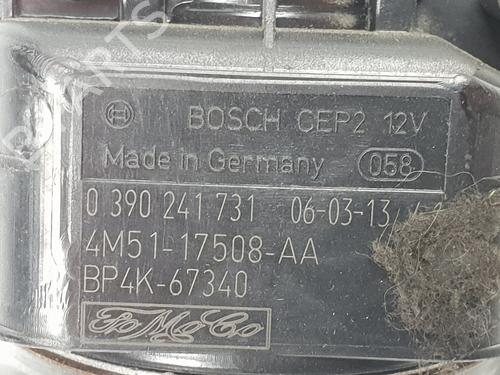 BOSCH CEP2 12V
Made in Germany 058
0 390 241 731 06-03-13
4M51-17508-AA
BP4K-67340
FoMoCo